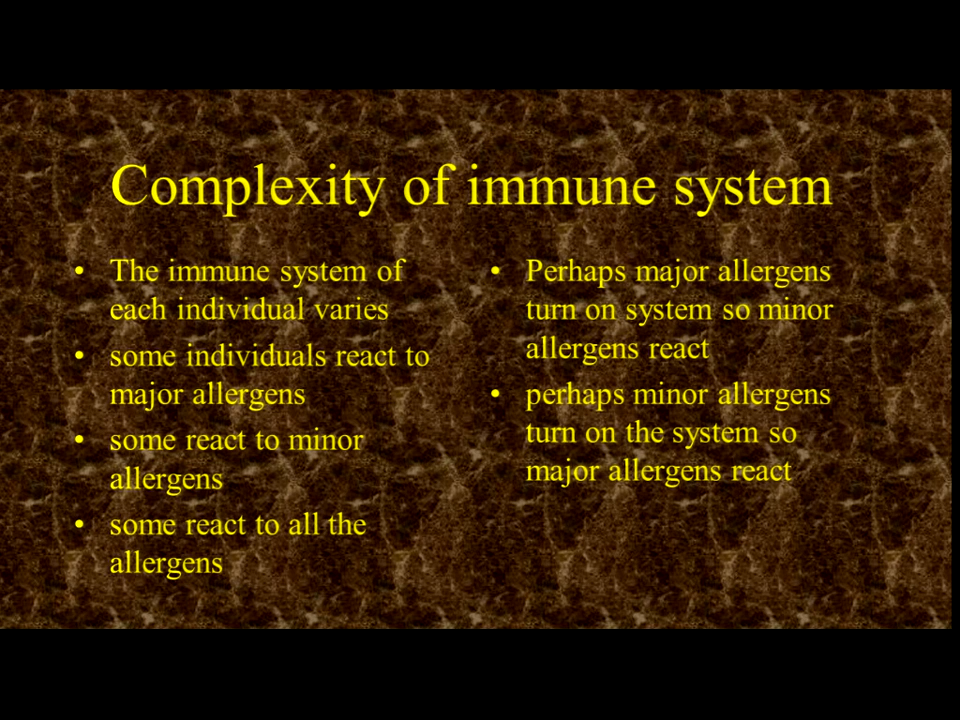 Complexity of immune system
• The immune system of
each individual varies
• some individuals react to
major allergens
• some react to minor
allergens
• some react to all the
allergens
• Perhaps major allergens
turn on system so minor
allergens react
• perhaps minor allergens
turn on the system so
major allergens react